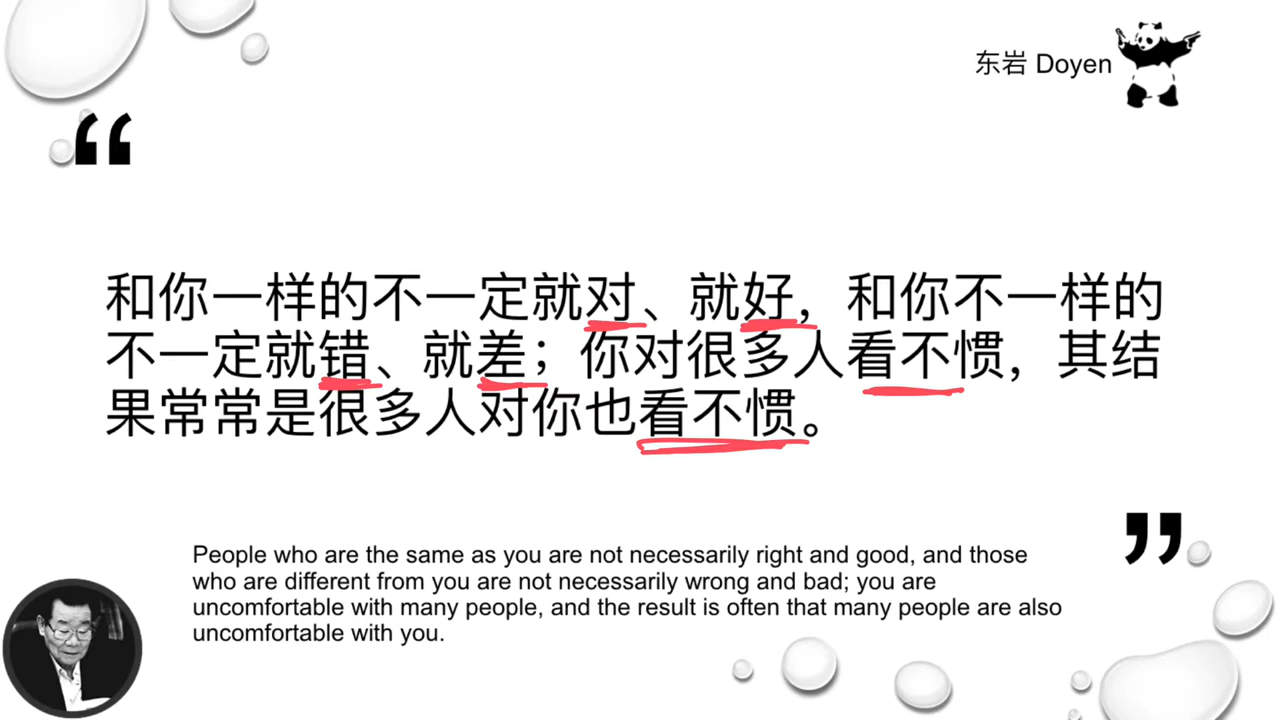 东岩 Doyen
“
和你一样的不一定就对、就好，和你不一样的
不一定就错、就差；你对很多人看不惯，其结
果常常是很多人对你也看不惯。
”
People who are the same as you are not necessarily right and good, and those
who are different from you are not necessarily wrong and bad; you are
uncomfortable with many people, and the result is often that many people are also
uncomfortable with you.